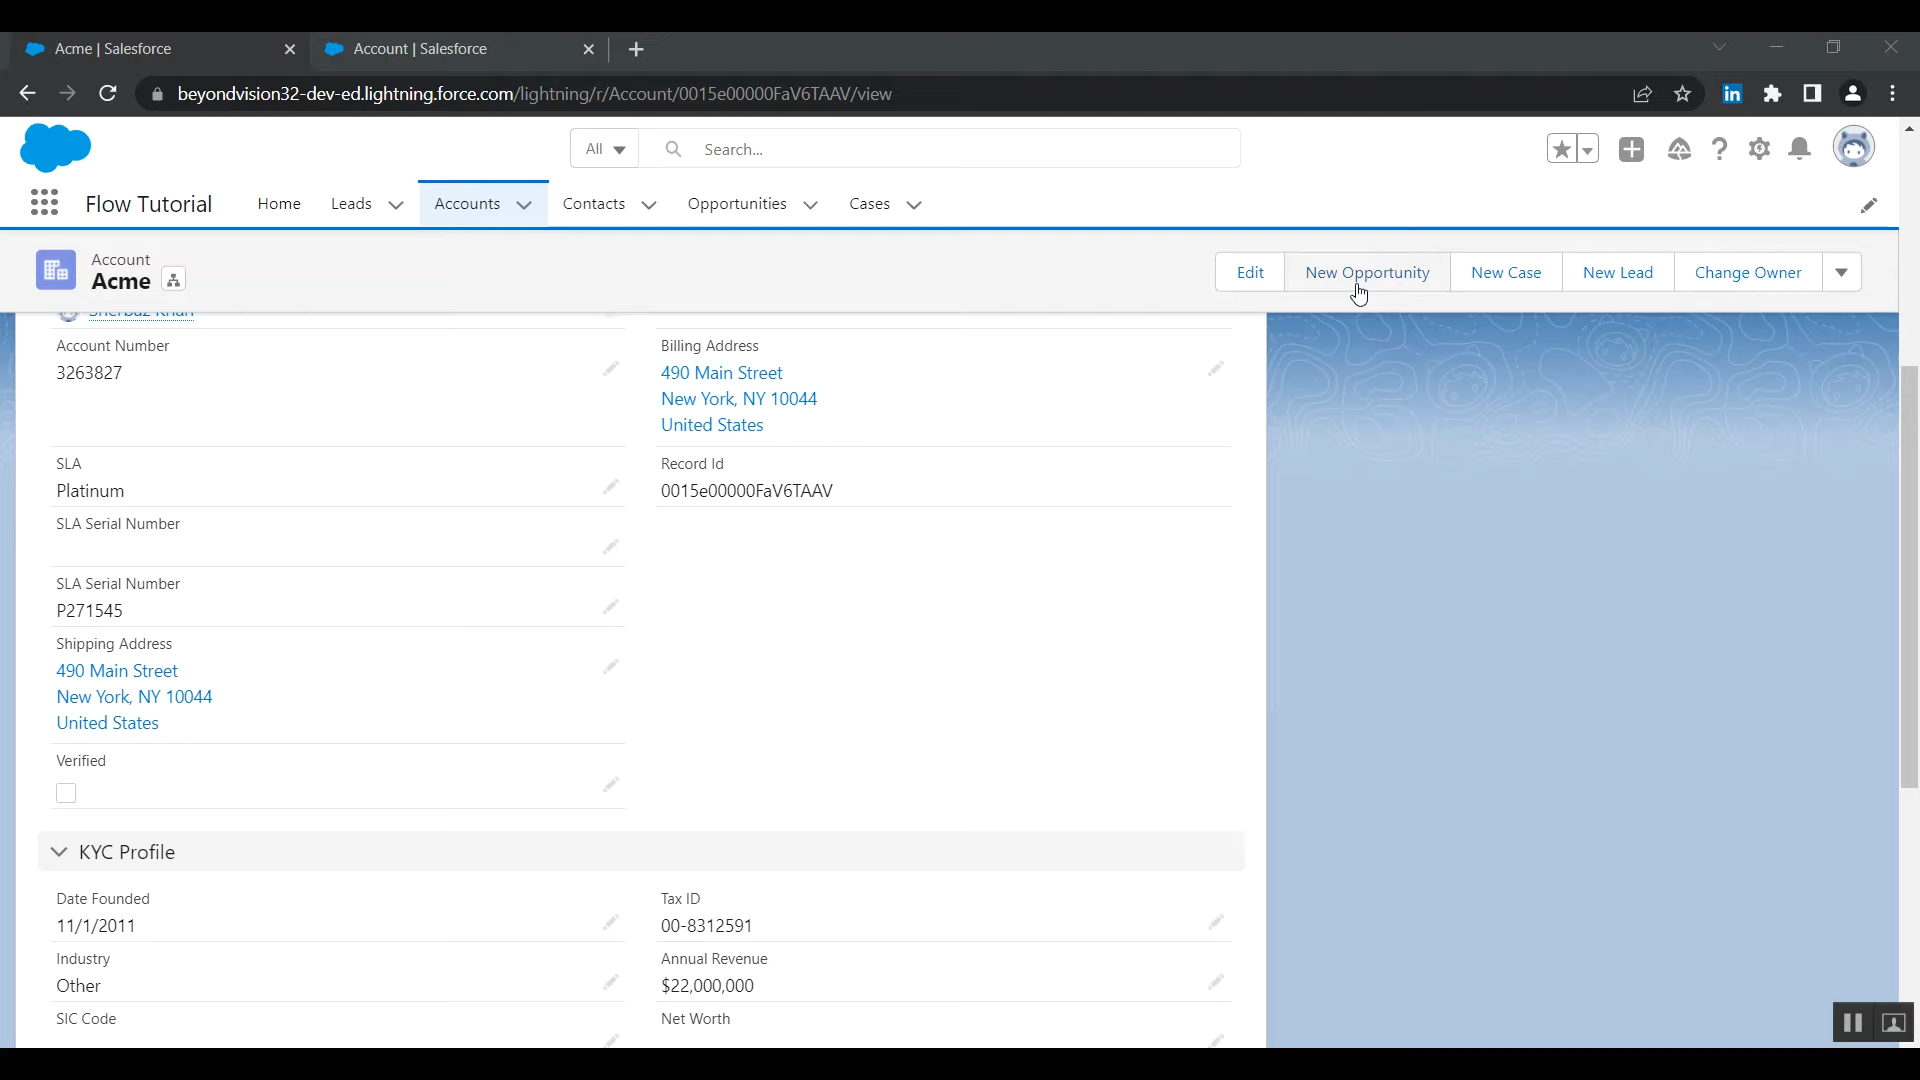 Acme | Salesforce
Account | Salesforce
beyondvision32-dev-ed.lightning.force.com/lightning/r/Account/0015e00000FaV6TAAV/view
All
Search...
Flow Tutorial
Home
Leads
Accounts
Contacts
Opportunities
Cases
Account
Acme
Edit
New Opportunity
New Case
New Lead
Change Owner
Sherbaz Khan
Account Number
3263827
Billing Address
490 Main Street
New York, NY 10044
United States
SLA
Platinum
Record Id
0015e00000FaV6TAAV
SLA Serial Number
SLA Serial Number
P271545
Shipping Address
490 Main Street
New York, NY 10044
United States
Verified
KYC Profile
Date Founded
11/1/2011
Tax ID
00-8312591
Industry
Other
Annual Revenue
$22,000,000
SIC Code
Net Worth